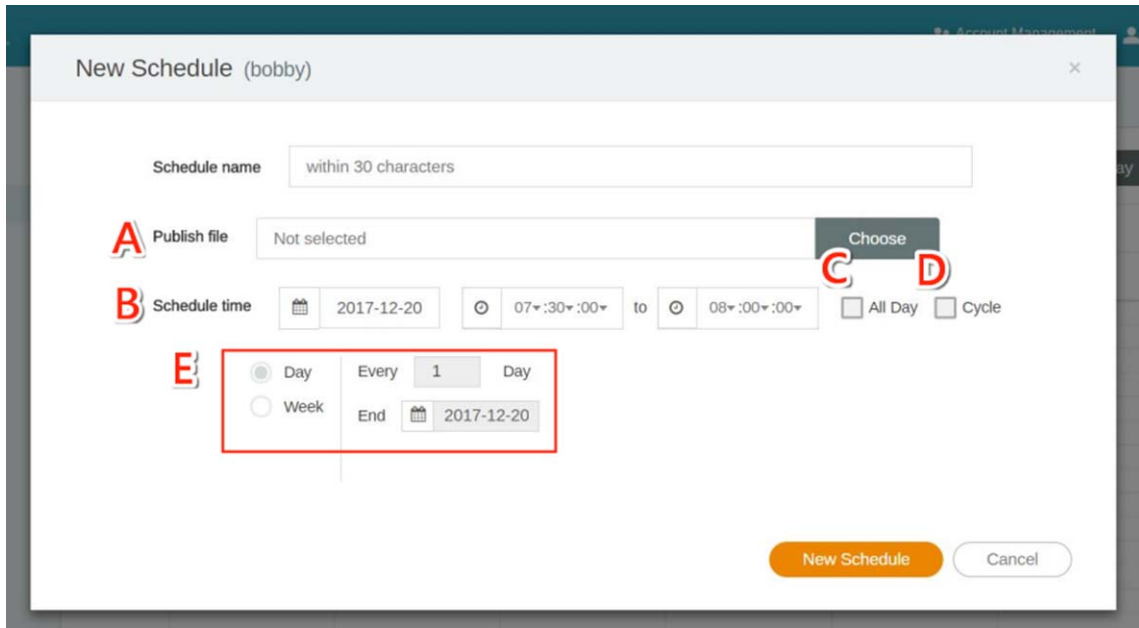 Account Management
New Schedule (bobby)
×
Schedule name within 30 characters
ay
A Publish file Not selected Choose
C D
B Schedule time 2017-12-20 07:30:00 to 08:00:00 All Day Cycle
E Day Every 1 Day
Week End 2017-12-20
New Schedule Cancel